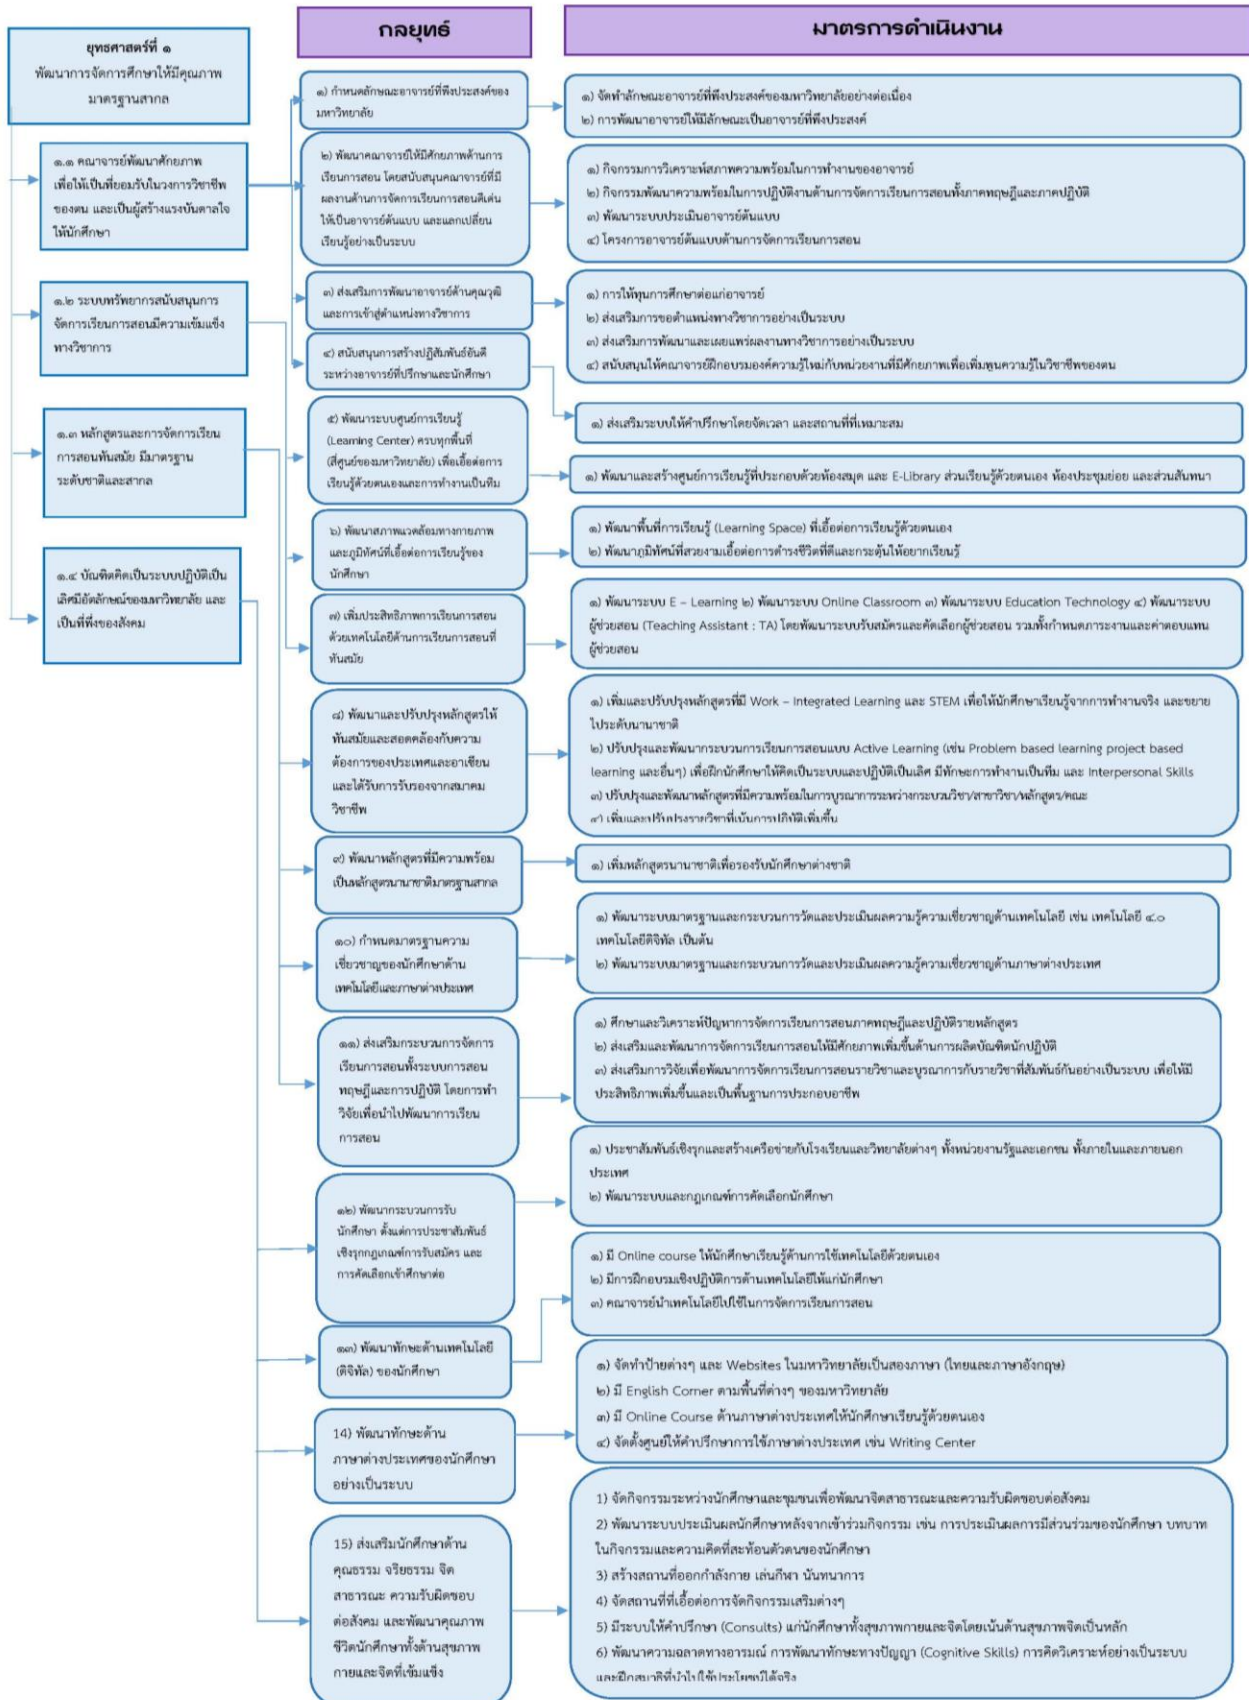 กลยุทธ์
มาตรการดำเนินงาน
ยุทธศาสตร์ที่ ๑
พัฒนาการจัดการศึกษาให้มีคุณภาพ
มาตรฐานสากล
๑.๑ คณาจารย์พัฒนาศักยภาพ
เพื่อให้เป็นที่ยอมรับในวงการวิชาชีพ
ของตน และเป็นผู้สร้างแรงบันดาลใจ
ให้นักศึกษา
๑.๒ ระบบทรัพยากรสนับสนุนการ
จัดการเรียนการสอนมีความเข้มแข็ง
ทางวิชาการ
๑.๓ หลักสูตรและการจัดการเรียน
การสอนทันสมัย มีมาตรฐาน
ระดับชาติและสากล
๑.๔ บัณฑิตคิดเป็นระบบปฏิบัติเป็น
เลิศมีอัตลักษณ์ของมหาวิทยาลัย และ
เป็นที่พึ่งของสังคม
๑) กำหนดลักษณะอาจารย์ที่พึงประสงค์ของ
มหาวิทยาลัย
๑) จัดทำลักษณะอาจารย์ที่พึงประสงค์ของมหาวิทยาลัยอย่างต่อเนื่อง
๒) การพัฒนาอาจารย์ให้มีลักษณะเป็นอาจารย์ที่พึงประสงค์
๒) พัฒนาคณาจารย์ให้มีศักยภาพด้านการ
เรียนการสอน โดยสนับสนุนคณาจารย์ที่มี
ผลงานด้านการจัดการเรียนการสอนดีเด่น
ให้เป็นอาจารย์ต้นแบบ และแลกเปลี่ยน
เรียนรู้อย่างเป็นระบบ
๑) กิจกรรมการวิเคราะห์สภาพความพร้อมในการทำงานของอาจารย์
๒) กิจกรรมพัฒนาความพร้อมในการปฏิบัติงานด้านการจัดการเรียนการสอนทั้งภาคทฤษฎีและภาคปฏิบัติ
๓) พัฒนาระบบประเมินอาจารย์ต้นแบบ
๔) โครงการอาจารย์ต้นแบบด้านการจัดการเรียนการสอน
๓) ส่งเสริมการพัฒนาอาจารย์ด้านคุณวุฒิ
และการเข้าสู่ตำแหน่งทางวิชาการ
๑) การให้ทุนการศึกษาต่อแก่อาจารย์
๒) ส่งเสริมการขอตำแหน่งทางวิชาการอย่างเป็นระบบ
๓) ส่งเสริมการพัฒนาและเผยแพร่ผลงานทางวิชาการอย่างเป็นระบบ
๔) สนับสนุนให้คณาจารย์ฝึกอบรมองค์ความรู้ใหม่กับหน่วยงานที่มีศักยภาพเพื่อเพิ่มพูนความรู้ในวิชาชีพของตน
๔) สนับสนุนการสร้างปฏิสัมพันธ์อันดี
ระหว่างอาจารย์ที่ปรึกษาและนักศึกษา
๑) ส่งเสริมระบบให้คำปรึกษาโดยจัดเวลา และสถานที่ที่เหมาะสม
๕) พัฒนาระบบศูนย์การเรียนรู้
(Learning Center) ครบทุกพื้นที่
(สี่ศูนย์ของมหาวิทยาลัย) เพื่อเอื้อต่อการ
เรียนรู้ด้วยตนเองและการทำงานเป็นทีม
๑) พัฒนาและสร้างศูนย์การเรียนรู้ที่ประกอบด้วยห้องสมุด และ E-Library ส่วนเรียนรู้ด้วยตนเอง ห้องประชุมย่อย และส่วนสันทนา
๖) พัฒนาสภาพแวดล้อมทางกายภาพ
และภูมิทัศน์ที่เอื้อต่อการเรียนรู้ของ
นักศึกษา
๑) พัฒนาพื้นที่การเรียนรู้ (Learning Space) ที่เอื้อต่อการเรียนรู้ด้วยตนเอง
๒) พัฒนาภูมิทัศน์ที่สวยงามเอื้อต่อการดำรงชีวิตที่ดีและกระตุ้นให้อยากเรียนรู้
๗) เพิ่มประสิทธิภาพการเรียนการสอน
ด้วยเทคโนโลยีด้านการเรียนการสอนที่
ทันสมัย
๑) พัฒนาระบบ E – Learning ๒) พัฒนาระบบ Online Classroom ๓) พัฒนาระบบ Education Technology ๔) พัฒนาระบบ
ผู้ช่วยสอน (Teaching Assistant : TA) โดยพัฒนาระบบรับสมัครและคัดเลือกผู้ช่วยสอน รวมทั้งกำหนดภาระงานและค่าตอบแทน
ผู้ช่วยสอน
๘) พัฒนาและปรับปรุงหลักสูตรให้
ทันสมัยและสอดคล้องกับความ
ต้องการของประเทศและอาเซียน
และได้รับการรับรองจากสมาคม
วิชาชีพ
๑) เพิ่มและปรับปรุงหลักสูตรที่มี Work – Integrated Learning และ STEM เพื่อให้นักศึกษาเรียนรู้จากการทำงานจริง และขยาย
ไประดับนานาชาติ
๒) ปรับปรุงและพัฒนากระบวนการเรียนการสอนแบบ Active Learning (เช่น Problem based learning project based
learning และอื่นๆ) เพื่อฝึกนักศึกษาให้คิดเป็นระบบและปฏิบัติเป็นเลิศ มีทักษะการทำงานเป็นทีม และ Interpersonal Skills
๓) ปรับปรุงและพัฒนาหลักสูตรที่มีความพร้อมในการบูรณาการระหว่างกระบวนวิชา/สาขาวิชา/หลักสูตร/คณะ
๔) เพิ่มและปรับปรุงรายวิชาที่เน้นการปฏิบัติเพิ่มขึ้น
๙) พัฒนาหลักสูตรที่มีความพร้อม
เป็นหลักสูตรนานาชาติมาตรฐานสากล
๑) เพิ่มหลักสูตรนานาชาติเพื่อรองรับนักศึกษาต่างชาติ
๑๐) กำหนดมาตรฐานความ
เชี่ยวชาญของนักศึกษาด้าน
เทคโนโลยีและภาษาต่างประเทศ
๑) พัฒนาระบบมาตรฐานและกระบวนการวัดและประเมินผลความรู้ความเชี่ยวชาญด้านเทคโนโลยี เช่น เทคโนโลยี ๔.๐
เทคโนโลยีดิจิทัล เป็นต้น
๒) พัฒนาระบบมาตรฐานและกระบวนการวัดและประเมินผลความรู้ความเชี่ยวชาญด้านภาษาต่างประเทศ
๑๑) ส่งเสริมกระบวนการจัดการ
เรียนการสอนทั้งระบบการสอน
ทฤษฎีและการปฏิบัติ โดยการทำ
วิจัยเพื่อนำไปพัฒนาการเรียน
การสอน
๑) ศึกษาและวิเคราะห์ปัญหาการจัดการเรียนการสอนภาคทฤษฎีและปฏิบัติรายหลักสูตร
๒) ส่งเสริมและพัฒนาการจัดการเรียนการสอนให้มีศักยภาพเพิ่มขึ้นด้านการผลิตบัณฑิตนักปฏิบัติ
๓) ส่งเสริมการวิจัยเพื่อพัฒนาการจัดการเรียนการสอนรายวิชาและบูรณาการกับรายวิชาที่สัมพันธ์กันอย่างเป็นระบบ เพื่อให้มี
ประสิทธิภาพเพิ่มขึ้นและเป็นพื้นฐานการประกอบอาชีพ
๑๒) พัฒนากระบวนการรับ
นักศึกษา ตั้งแต่การประชาสัมพันธ์
เชิงรุกกฎเกณฑ์การรับสมัคร และ
การคัดเลือกเข้าศึกษาต่อ
๑) ประชาสัมพันธ์เชิงรุกและสร้างเครือข่ายกับโรงเรียนและวิทยาลัยต่างๆ ทั้งหน่วยงานรัฐและเอกชน ทั้งภายในและภายนอก
ประเทศ
๒) พัฒนาระบบและกฎเกณฑ์การคัดเลือกนักศึกษา
๑๓) พัฒนาทักษะด้านเทคโนโลยี
(ดิจิทัล) ของนักศึกษา
๑) มี Online course ให้นักศึกษาเรียนรู้ด้านการใช้เทคโนโลยีด้วยตนเอง
๒) มีการฝึกอบรมเชิงปฏิบัติการด้านเทคโนโลยีให้แก่นักศึกษา
๓) คณาจารย์นำเทคโนโลยีไปใช้ในการจัดการเรียนการสอน
14) พัฒนาทักษะด้าน
ภาษาต่างประเทศของนักศึกษา
อย่างเป็นระบบ
๑) จัดทำป้ายต่างๆ และ Websites ในมหาวิทยาลัยเป็นสองภาษา (ไทยและภาษาอังกฤษ)
๒) มี English Corner ตามพื้นที่ต่างๆ ของมหาวิทยาลัย
๓) มี Online Course ด้านภาษาต่างประเทศให้นักศึกษาเรียนรู้ด้วยตนเอง
๔) จัดตั้งศูนย์ให้คำปรึกษาการใช้ภาษาต่างประเทศ เช่น Writing Center
15) ส่งเสริมนักศึกษาด้าน
คุณธรรม จริยธรรม จิต
สาธารณะ ความรับผิดชอบ
ต่อสังคม และพัฒนาคุณภาพ
ชีวิตนักศึกษาทั้งด้านสุขภาพ
กายและจิตที่เข้มแข็ง
1) จัดกิจกรรมระหว่างนักศึกษาและชุมชนเพื่อพัฒนาจิตสาธารณะและความรับผิดชอบต่อสังคม
2) พัฒนาระบบประเมินผลนักศึกษาหลังจากเข้าร่วมกิจกรรม เช่น การประเมินผลการมีส่วนร่วมของนักศึกษา บทบาท
ในกิจกรรมและความคิดที่สะท้อนตัวตนของนักศึกษา
3) สร้างสถานที่ออกกำลังกาย เล่นกีฬา นันทนาการ
4) จัดสถานที่ที่เอื้อต่อการจัดกิจกรรมเสริมต่างๆ
5) มีระบบให้คำปรึกษา (Consults) แก่นักศึกษาทั้งสุขภาพกายและจิตโดยเน้นด้านสุขภาพจิตเป็นหลัก
6) พัฒนาความฉลาดทางอารมณ์ การพัฒนาทักษะทางปัญญา (Cognitive Skills) การคิดวิเคราะห์อย่างเป็นระบบ
และฝึกสมาธิที่นำไปใช้ประโยชน์ได้จริง